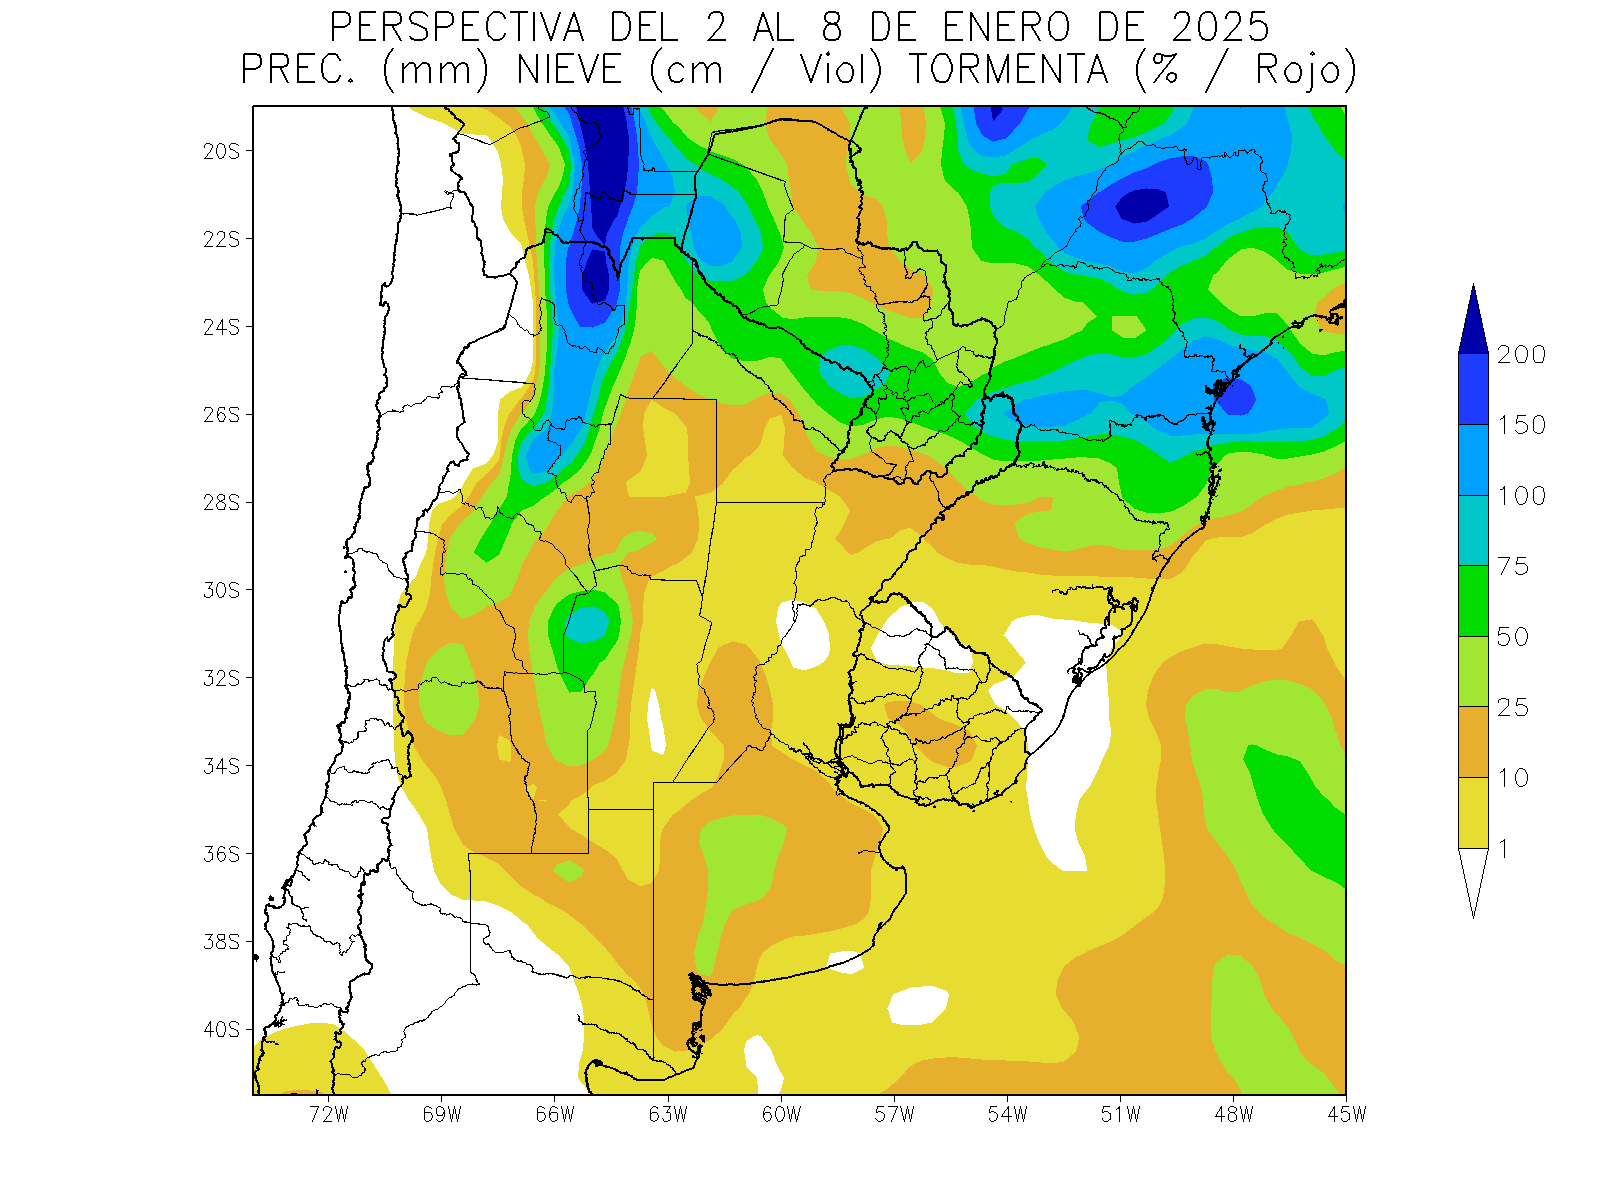 PERSPECTIVA DEL 2 AL 8 DE ENERO DE 2025
PREC. (mm) NIEVE (cm / Viol) TORMENTA (% / Rojo)
20S
22S
24S
26S
28S
30S
32S
34S
36S
38S
40S
72W 69W 66W 63W 60W 57W 54W 51W 48W 45W
200
150
100
75
50
25
10
1